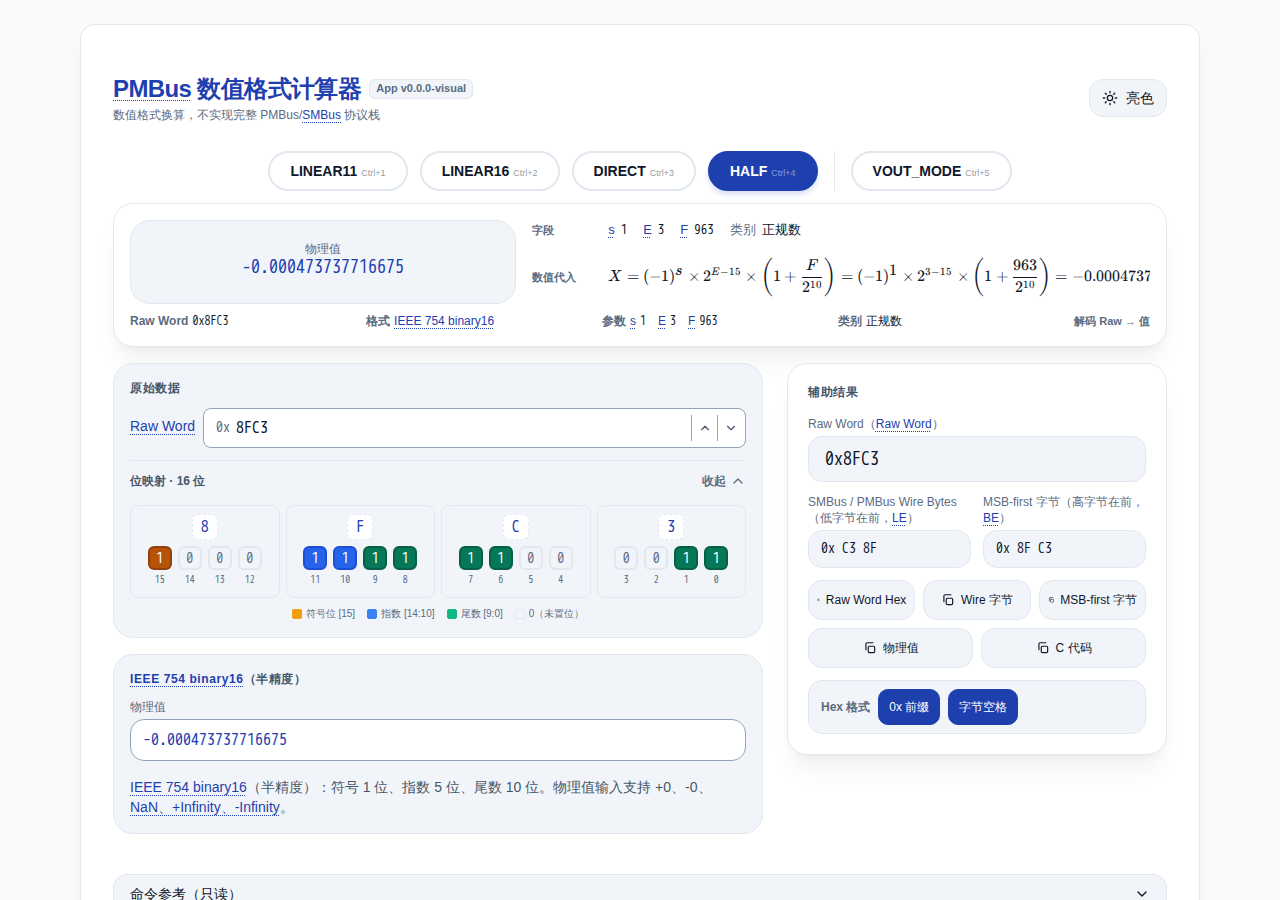 PMBus 数值格式计算器 App v0.0.0-visual
数值格式换算，不实现完整 PMBus/SMBus 协议栈
亮色
LINEAR11 Ctrl+1 LINEAR16 Ctrl+2 DIRECT Ctrl+3 HALF Ctrl+4 VOUT_MODE Ctrl+5
物理值
-0.000473737716675
字段 s 1 E 3 F 963 类别 正规数
数值代入 X = (−1)^s × 2^{E−15} × (1 + F/2^{10}) = (−1)^1 × 2^{3−15} × (1 + 963/2^{10}) = −0.0004737
Raw Word 0x8FC3 格式 IEEE 754 binary16 参数 s 1 E 3 F 963 类别 正规数 解码 Raw → 值
原始数据
Raw Word 0x 8FC3
位映射 · 16 位 收起
8 F C 3
1 0 0 0 1 1 1 1 1 1 0 0 0 0 1 1
15 14 13 12 11 10 9 8 7 6 5 4 3 2 1 0
符号位 [15] 指数 [14:10] 尾数 [9:0] 0（未置位）
IEEE 754 binary16（半精度）
物理值
-0.000473737716675
IEEE 754 binary16（半精度）：符号 1 位、指数 5 位、尾数 10 位。物理值输入支持 +0、-0、
NaN、+Infinity、-Infinity。
辅助结果
Raw Word（Raw Word）
0x8FC3
SMBus / PMBus Wire Bytes
（低字节在前，LE）
0x C3 8F
MSB-first 字节（高字节在前，
BE）
0x 8F C3
Raw Word Hex Wire 字节 MSB-first 字节
物理值 C 代码
Hex 格式 0x 前缀 字节空格
命令参考（只读）